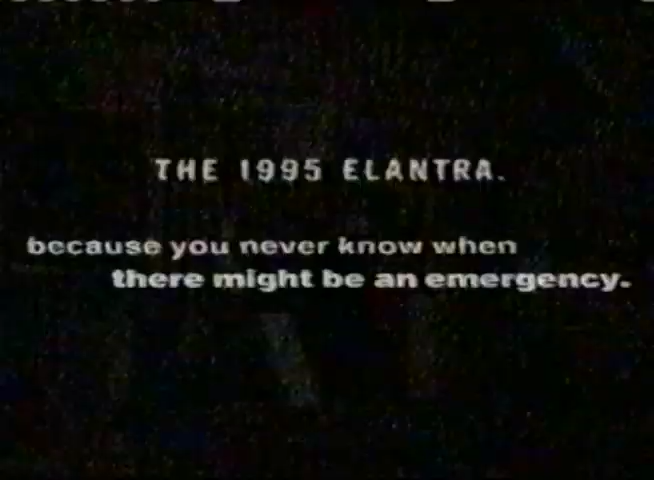 THE 1995 ELANTRA.
because you never know when
there might be an emergency.